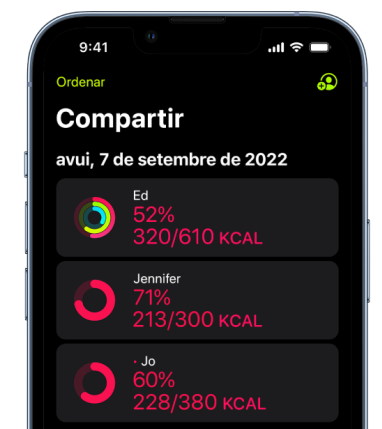 9:41
Ordenar
Compartir
avui, 7 de setembre de 2022
Ed
52%
320/610 KCAL
Jennifer
71%
213/300 KCAL
Jo
60%
228/380 KCAL